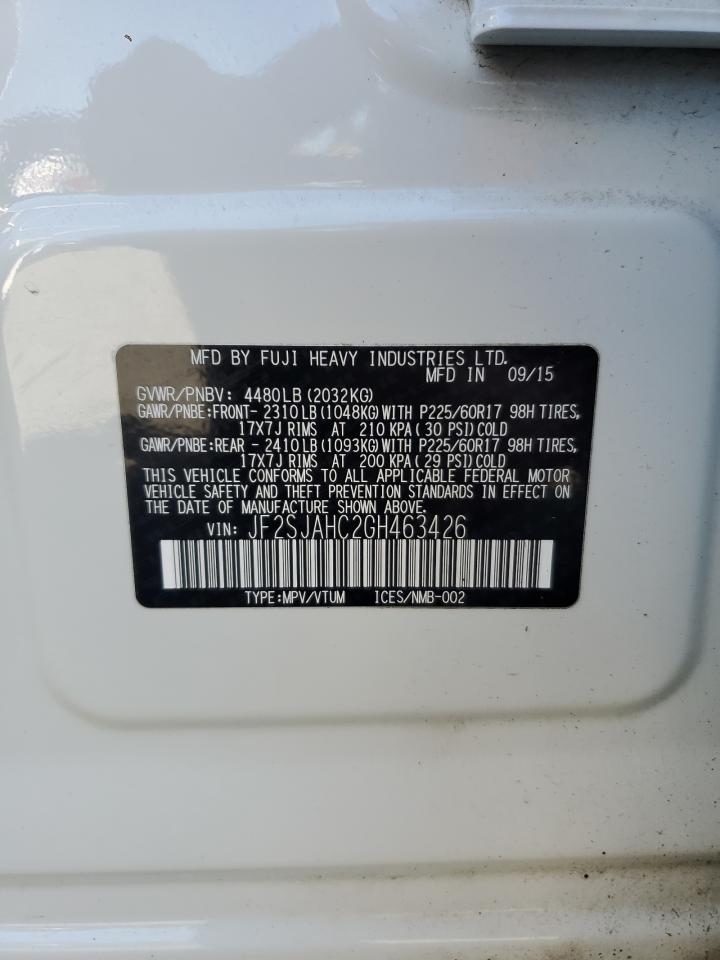 MFD BY FUJI HEAVY INDUSTRIES LTD.
MFD IN 09/15
GVWR/PNBV: 4480LB(2032KG)
GAWR/PNBE:FRONT- 2310LB(1048KG)WITH P225/60R17 98H TIRES,
17X7J RIMS AT 210 KPA(30 PSI)COLD
GAWR/PNBE:REAR - 2410LB(1093KG)WITH P225/60R17 98H TIRES,
17X7J RIMS AT 200 KPA(29 PSI)COLD
THIS VEHICLE CONFORMS TO ALL APPLICABLE FEDERAL MOTOR
VEHICLE SAFETY AND THEFT PREVENTION STANDARDS IN EFFECT ON
THE DATE OF MANUFACTURE SHOWN ABOVE.
VIN: JF2SJAHC2GH463426
TYPE:MPV/VTUM ICES/NMB-002